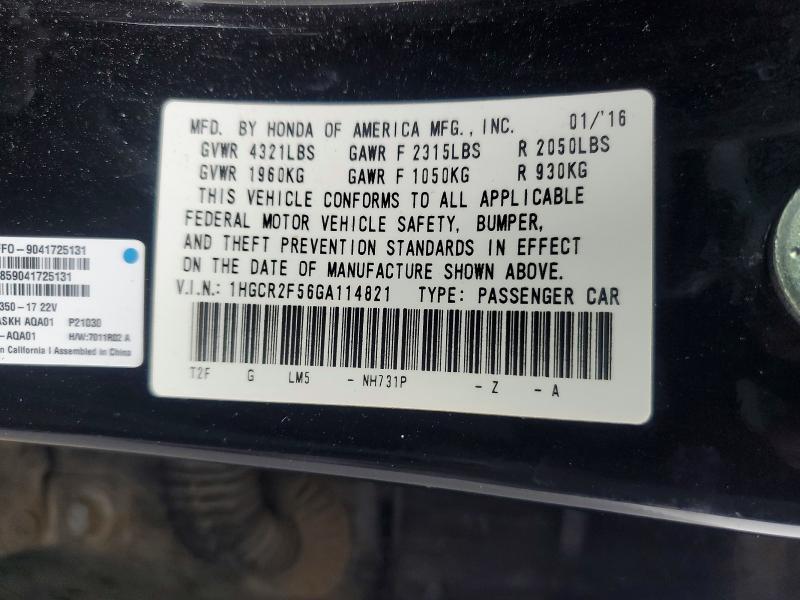 MFD. BY HONDA OF AMERICA MFG., INC. 01/'16
GVWR 4321LBS GAWR F 2315LBS R 2050LBS
GVWR 1960KG GAWR F 1050KG R 930KG
THIS VEHICLE CONFORMS TO ALL APPLICABLE
FEDERAL MOTOR VEHICLE SAFETY, BUMPER,
AND THEFT PREVENTION STANDARDS IN EFFECT
ON THE DATE OF MANUFACTURE SHOWN ABOVE.
V.I.N.: 1HGCR2F56GA114821 TYPE: PASSENGER CAR
T2F G LM5 - NH731P - Z - A
FFO-9041725131
859041725131
350-17 22V
ASKH AQA01 P21030
-AQA01 H/W:7011R02 A
n California I Assembled in China